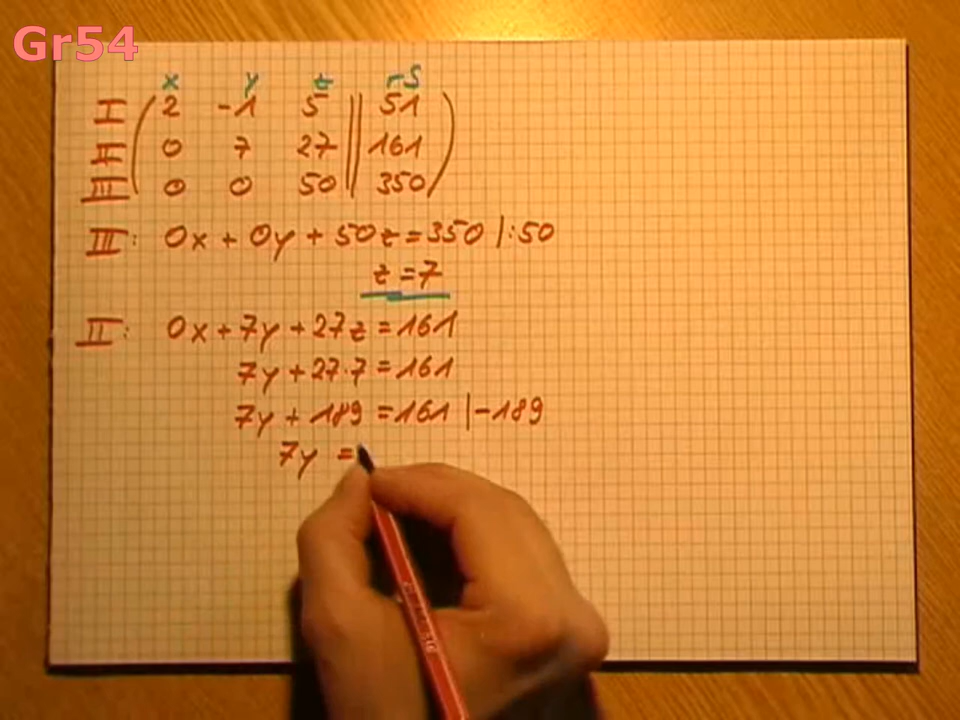 Gr54
x y z rS
I ( 2 -1 5 || 51 )
II ( 0 7 27 || 161 )
III ( 0 0 50 || 350 )
III: 0x + 0y + 50z = 350 | :50
z = 7
II: 0x + 7y + 27z = 161
7y + 27·7 = 161
7y + 189 = 161 | -189
7y =